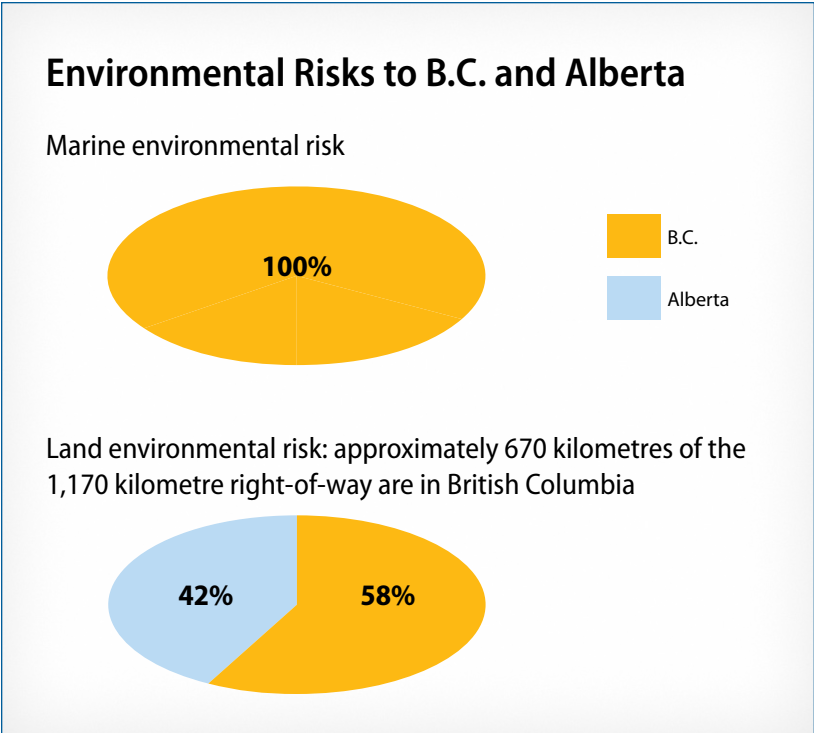 Environmental Risks to B.C. and Alberta
Marine environmental risk
100%
B.C.
Alberta
Land environmental risk: approximately 670 kilometres of the
1,170 kilometre right-of-way are in British Columbia
42%
58%